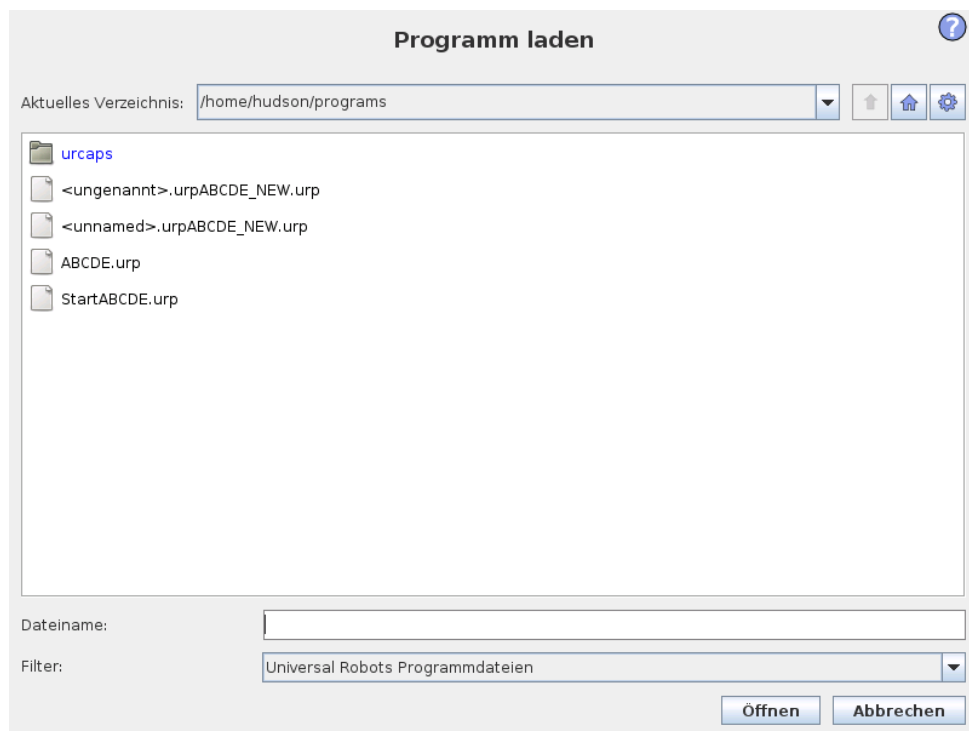 Programm laden
?
Aktuelles Verzeichnis: /home/hudson/programs
urcaps
<ungenannt>.urpABCDE_NEW.urp
<unnamed>.urpABCDE_NEW.urp
ABCDE.urp
StartABCDE.urp
Dateiname:
Filter: Universal Robots Programmdateien
Öffnen Abbrechen